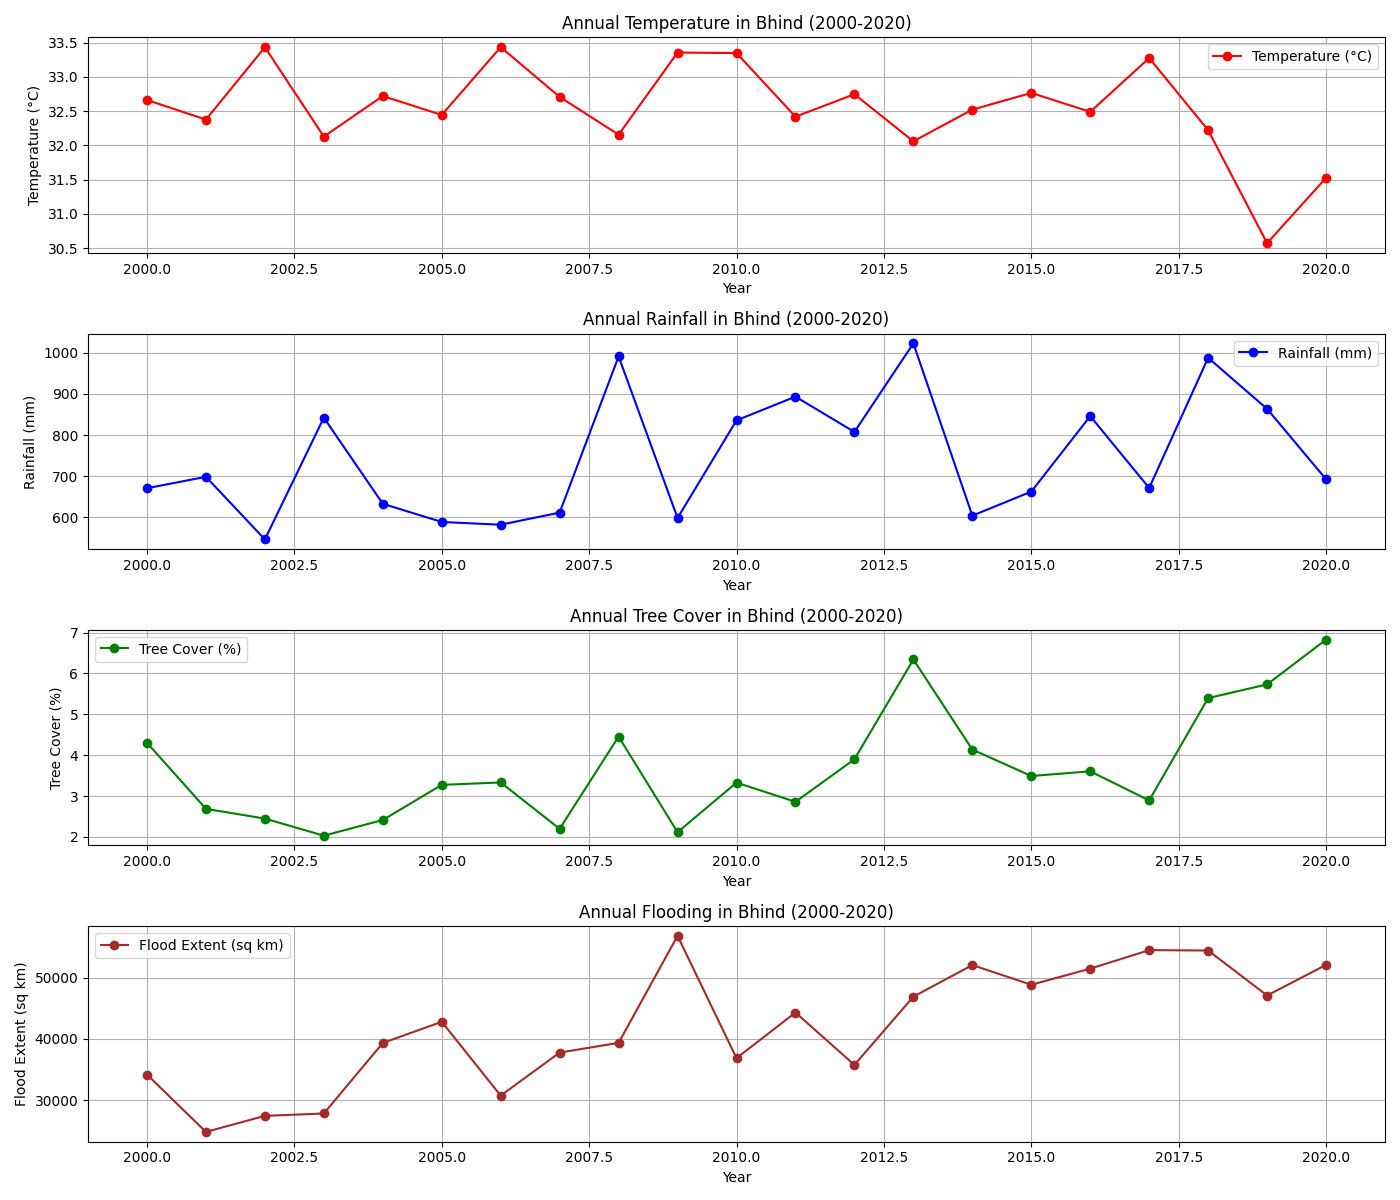 Annual Temperature in Bhind (2000-2020)
Temperature (°C)
33.5
33.0
32.5
32.0
31.5
31.0
30.5
Temperature (°C)
2000.0 2002.5 2005.0 2007.5 2010.0 2012.5 2015.0 2017.5 2020.0
Year
Annual Rainfall in Bhind (2000-2020)
Rainfall (mm)
1000
900
800
700
600
Rainfall (mm)
2000.0 2002.5 2005.0 2007.5 2010.0 2012.5 2015.0 2017.5 2020.0
Year
Annual Tree Cover in Bhind (2000-2020)
Tree Cover (%)
7
6
5
4
3
2
Tree Cover (%)
2000.0 2002.5 2005.0 2007.5 2010.0 2012.5 2015.0 2017.5 2020.0
Year
Annual Flooding in Bhind (2000-2020)
Flood Extent (sq km)
50000
40000
30000
Flood Extent (sq km)
2000.0 2002.5 2005.0 2007.5 2010.0 2012.5 2015.0 2017.5 2020.0
Year